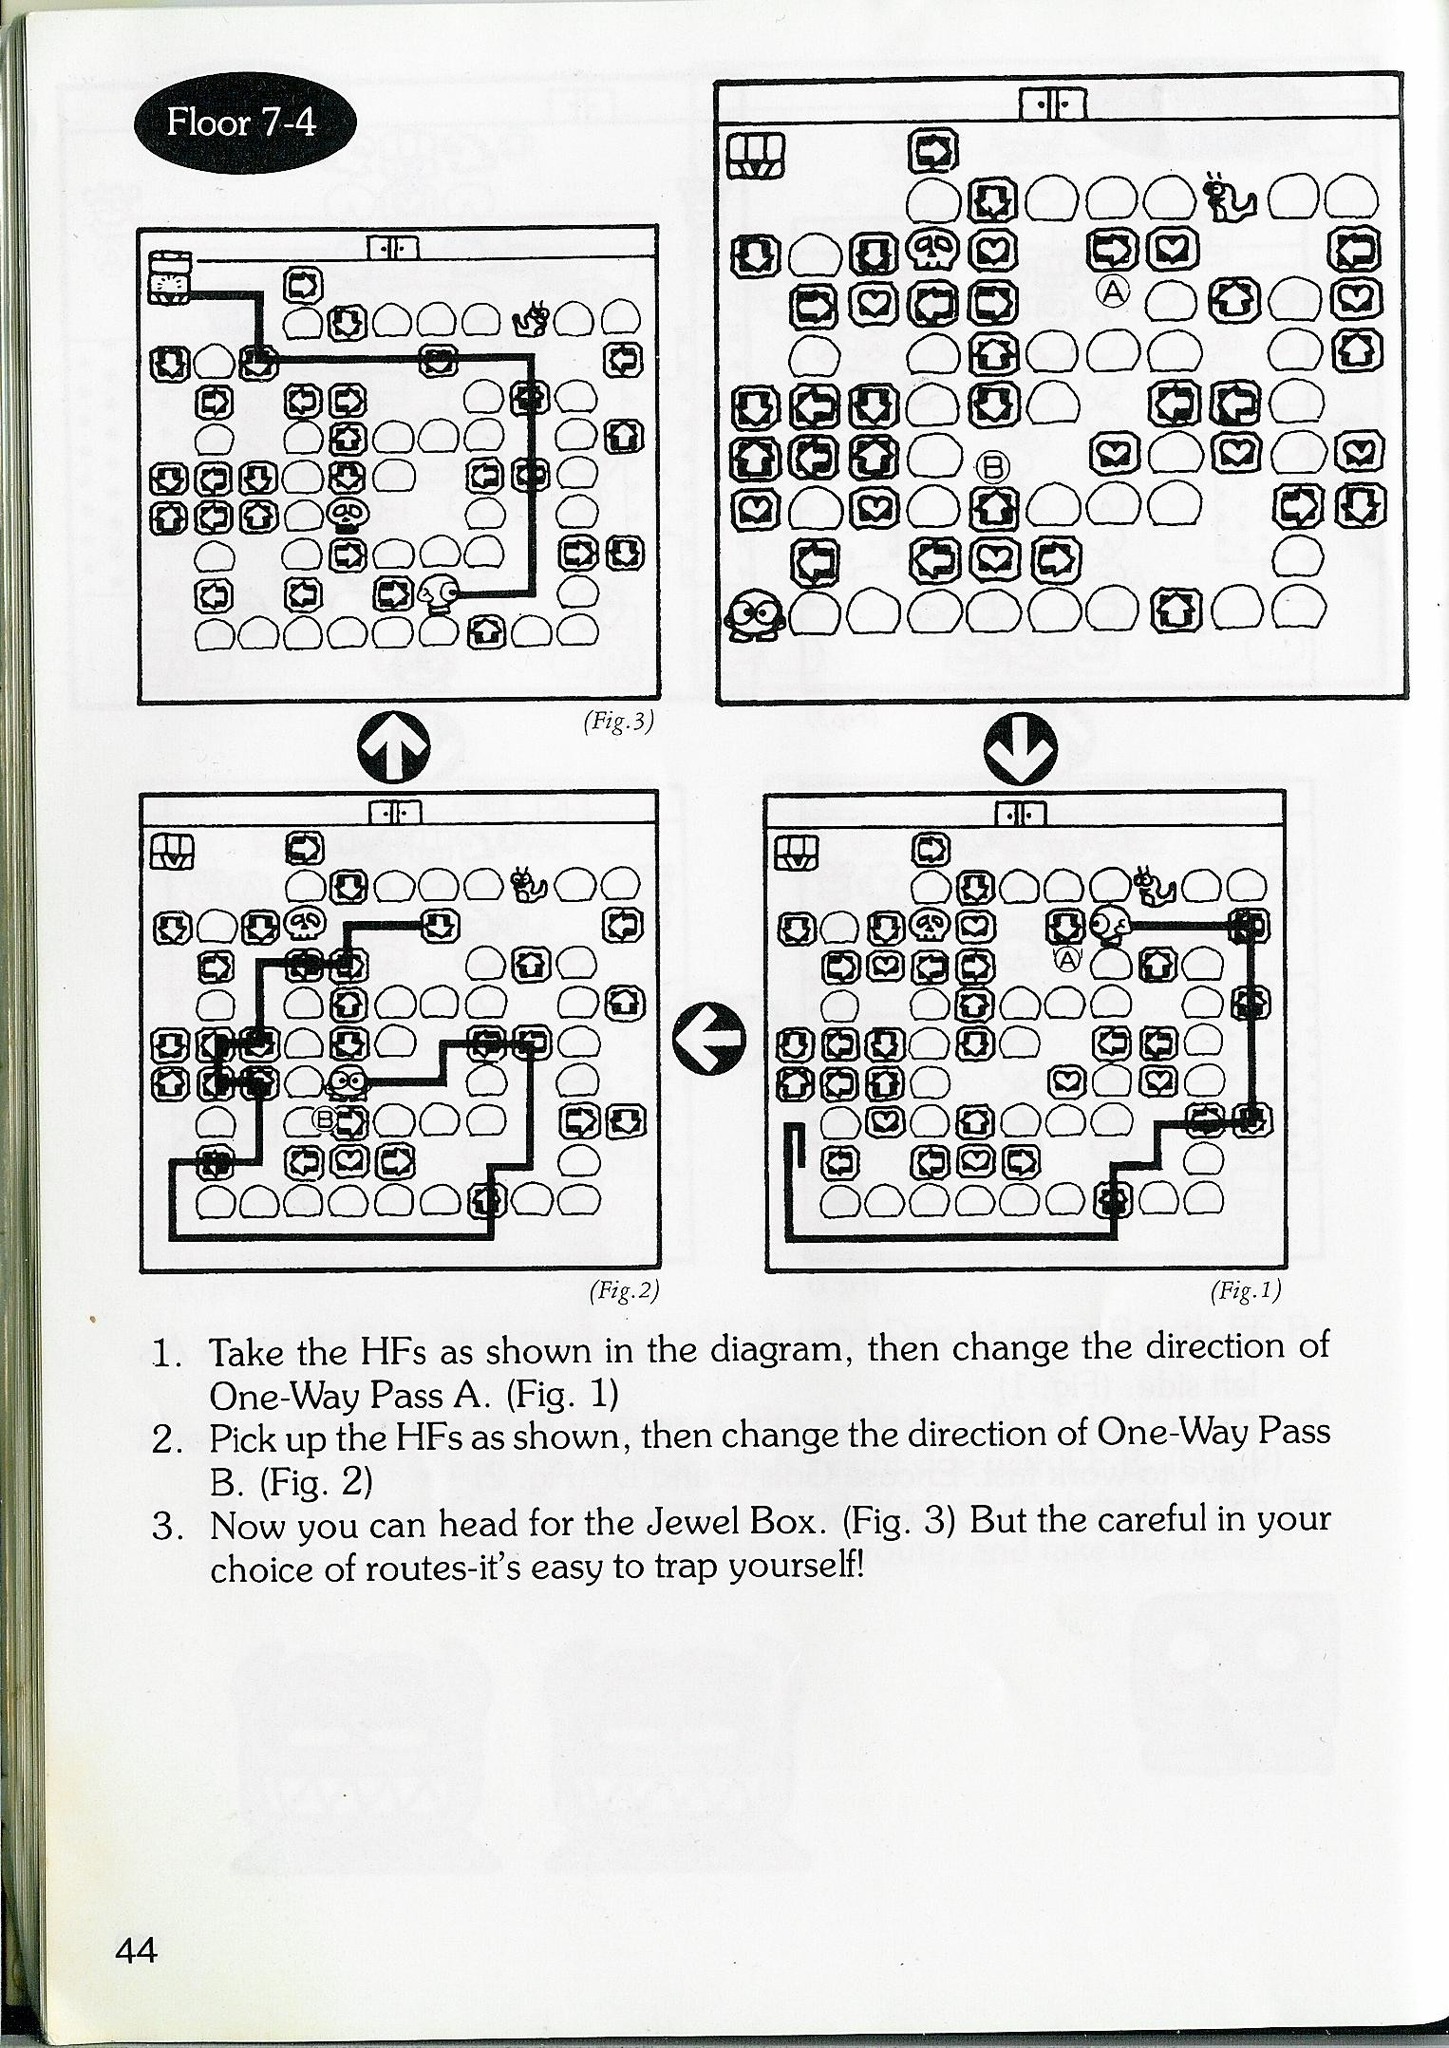 Floor 7-4
A
B
(Fig.3)
A
B
(Fig.2)
(Fig.1)
1. Take the HFs as shown in the diagram, then change the direction of
One-Way Pass A. (Fig. 1)
2. Pick up the HFs as shown, then change the direction of One-Way Pass
B. (Fig. 2)
3. Now you can head for the Jewel Box. (Fig. 3) But the careful in your
choice of routes-it's easy to trap yourself!
44